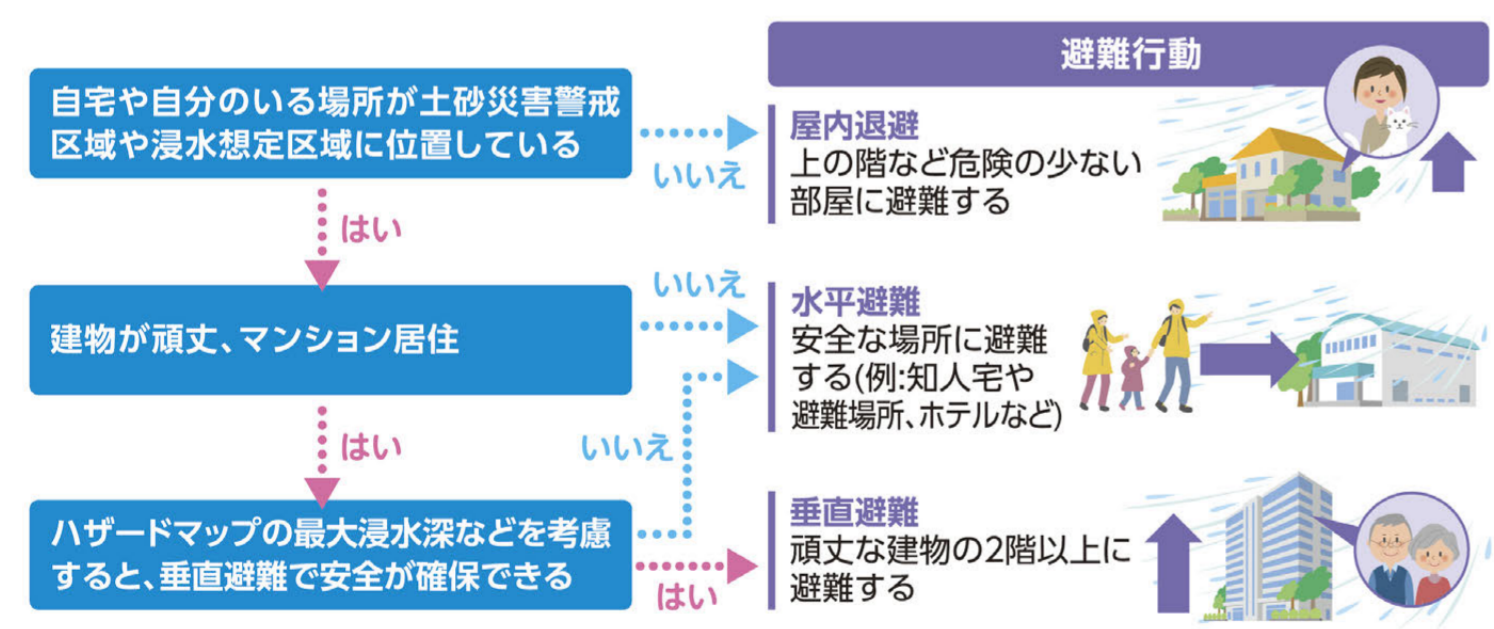 避難行動
自宅や自分のいる場所が土砂災害警戒
区域や浸水想定区域に位置している
いいえ
屋内退避
上の階など危険の少ない
部屋に避難する
はい
建物が頑丈、マンション居住
いいえ
水平避難
安全な場所に避難
する(例:知人宅や
避難場所、ホテルなど)
はい
いいえ
ハザードマップの最大浸水深などを考慮
すると、垂直避難で安全が確保できる
はい
垂直避難
頑丈な建物の2階以上に
避難する